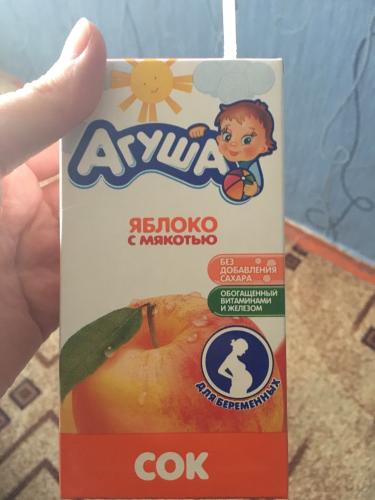 АГУША
ЯБЛОКО
С МЯКОТЬЮ
БЕЗ
ДОБАВЛЕНИЯ
САХАРА
ОБОГАЩЕННЫЙ
ВИТАМИНАМИ
И ЖЕЛЕЗОМ
ДЛЯ БЕРЕМЕННЫХ
СОК